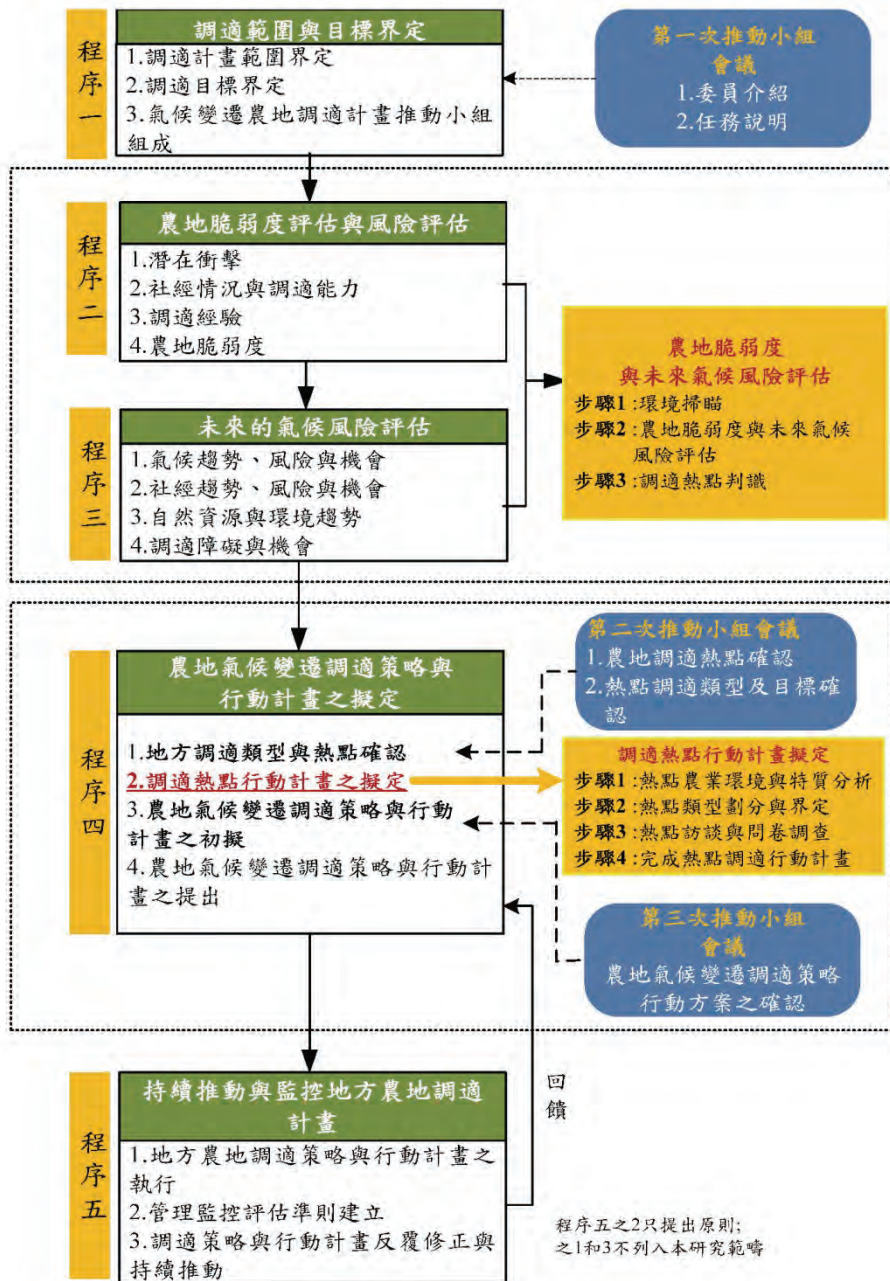 程序一
調適範圍與目標界定
1.調適計畫範圍界定
2.調適目標界定
3.氣候變遷農地調適計畫推動小組
組成
第一次推動小組
會議
1.委員介紹
2.任務說明
程序二
農地脆弱度評估與風險評估
1.潛在衝擊
2.社經情況與調適能力
3.調適經驗
4.農地脆弱度
程序三
未來的氣候風險評估
1.氣候趨勢、風險與機會
2.社經趨勢、風險與機會
3.自然資源與環境趨勢
4.調適障礙與機會
農地脆弱度
與未來氣候風險評估
步驟1:環境掃瞄
步驟2:農地脆弱度與未來氣候
風險評估
步驟3:調適熱點判識
程序四
農地氣候變遷調適策略與
行動計畫之擬定
1.地方調適類型與熱點確認
2.調適熱點行動計畫之擬定
3.農地氣候變遷調適策略與行動
計畫之初擬
4.農地氣候變遷調適策略與行動計
畫之提出
第二次推動小組會議
1.農地調適熱點確認
2.熱點調適類型及目標確
認
調適熱點行動計畫擬定
步驟1:熱點農業環境與特質分析
步驟2:熱點類型劃分與界定
步驟3:熱點訪談與問卷調查
步驟4:完成熱點調適行動計畫
第三次推動小組
會議
農地氣候變遷調適策略
行動方案之確認
程序五
持續推動與監控地方農地調適
計畫
1.地方農地調適策略與行動計畫之
執行
2.管理監控評估準則建立
3.調適策略與行動計畫反覆修正與
持續推動
回饋
程序五之2只提出原則;
之1和3不列入本研究範疇